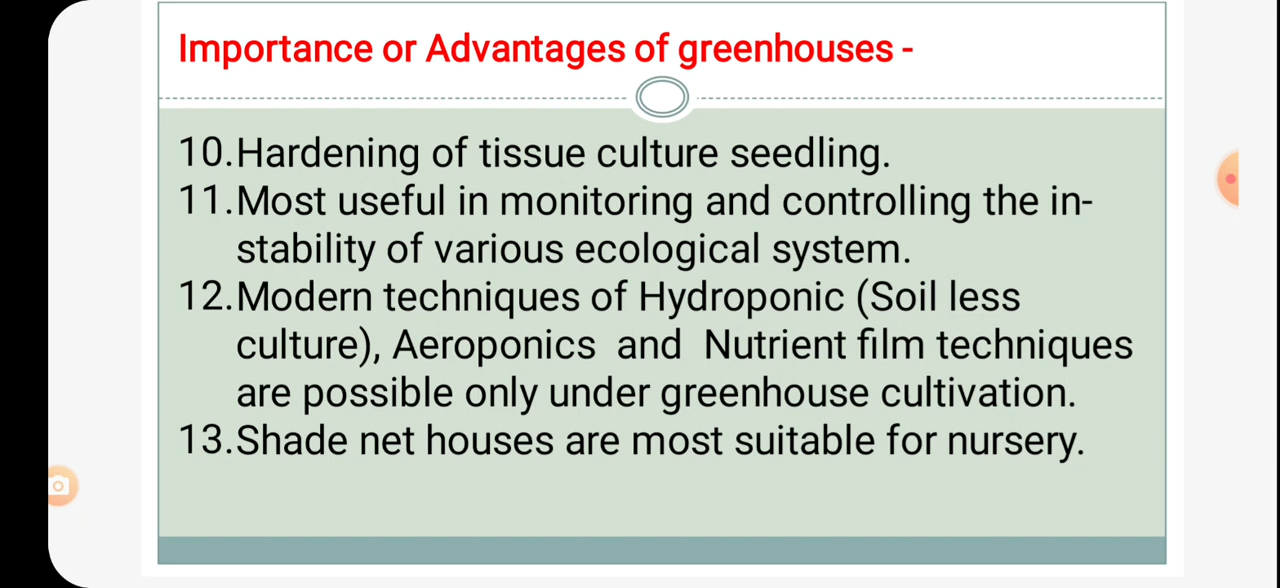 Importance or Advantages of greenhouses -
10.Hardening of tissue culture seedling.
11.Most useful in monitoring and controlling the in-
stability of various ecological system.
12.Modern techniques of Hydroponic (Soil less
culture), Aeroponics and Nutrient film techniques
are possible only under greenhouse cultivation.
13.Shade net houses are most suitable for nursery.